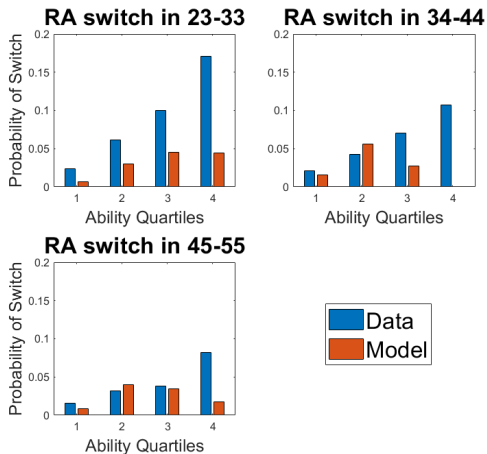 RA switch in 23-33
0.2
0.15
0.1
0.05
0
Probability of Switch
1 2 3 4
Ability Quartiles
RA switch in 34-44
0.2
0.15
0.1
0.05
0
1 2 3 4
Ability Quartiles
RA switch in 45-55
0.2
0.15
0.1
0.05
0
Probability of Switch
1 2 3 4
Ability Quartiles
Data
Model